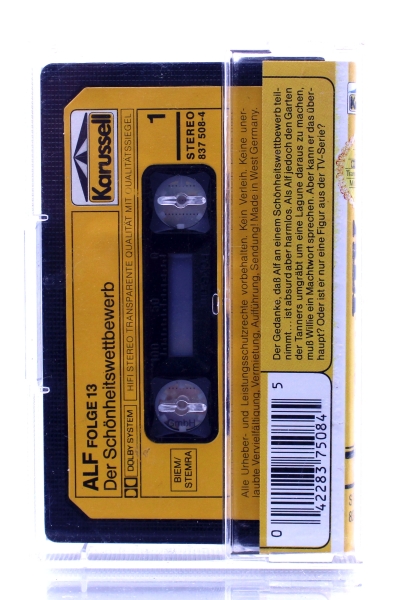 Karussell
1
STEREO
837 508-4
ALF FOLGE 13
Der Schönheitswettbewerb
DOLBY SYSTEM
HIFI STEREO TRANSPARENTE QUALITÄT MIT QUALITÄTSSIEGEL
BIEM/
STEMRA
Alle Urheber- und Leistungsschutzrechte vorbehalten. Kein Verleih. Keine uner-
laubte Vervielfältigung, Vermietung, Aufführung, Sendung! Made in West Germany.
Der Gedanke, daß Alf an einem Schönheitswettbewerb teil-
nimmt ... ist absurd aber harmlos. Als Alf jedoch den Garten
der Tanners umgräbt um eine Lagune daraus zu machen,
muß Willie ein Machtwort sprechen. Aber kann er das über-
haupt? Oder ist er nur eine Figur aus der TV-Serie?
0 42283 75084 5
Karussell